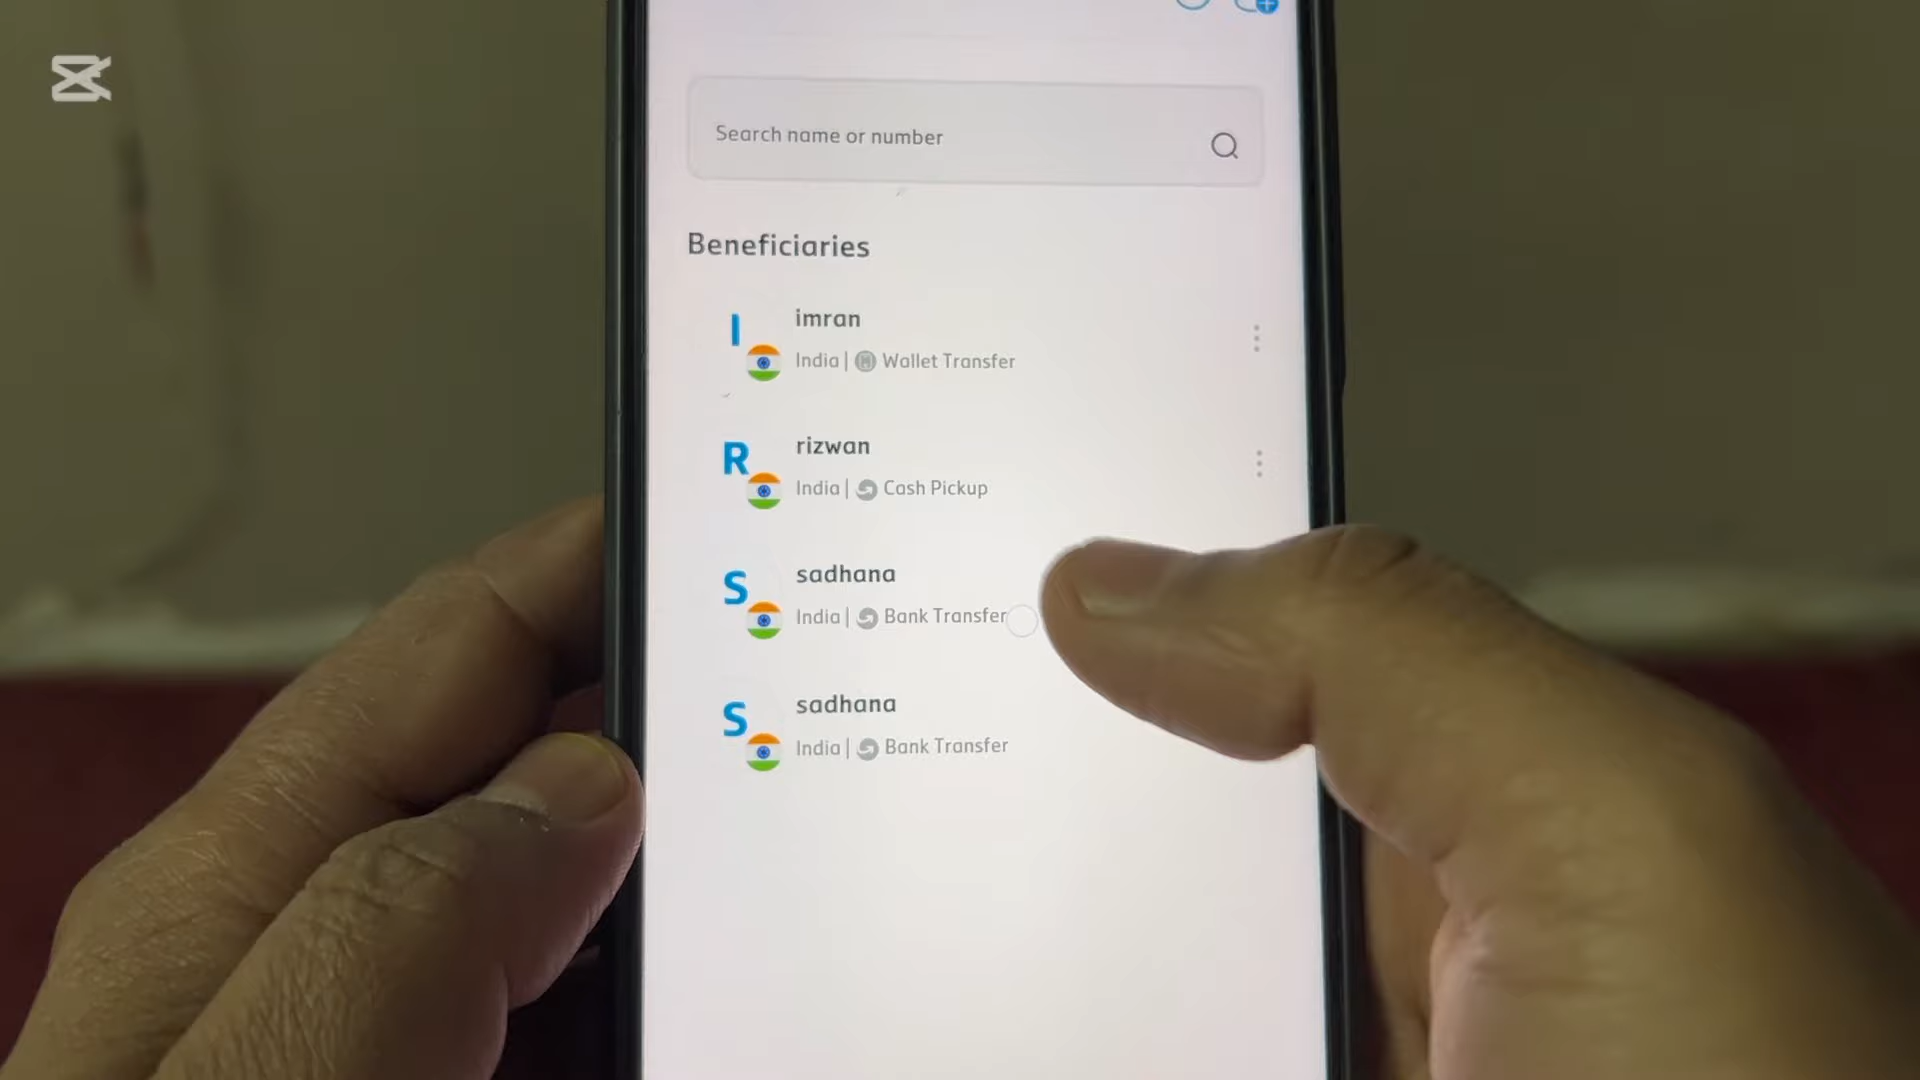 Search name or number
Beneficiaries
I
imran
India | Wallet Transfer
R
rizwan
India | Cash Pickup
S
sadhana
India | Bank Transfer
S
sadhana
India | Bank Transfer